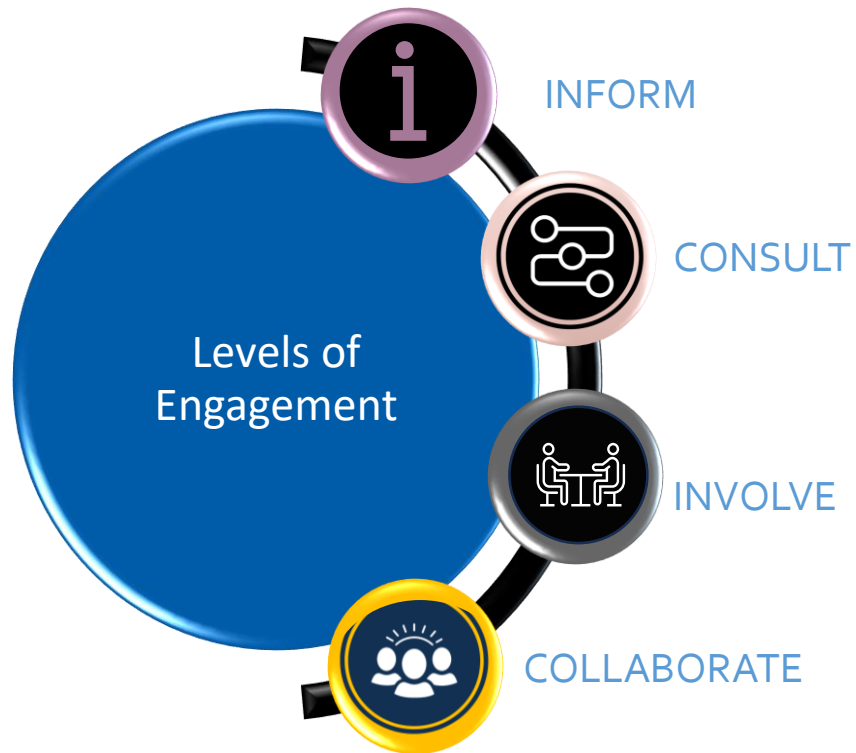 INFORM
CONSULT
Levels of
Engagement
INVOLVE
COLLABORATE